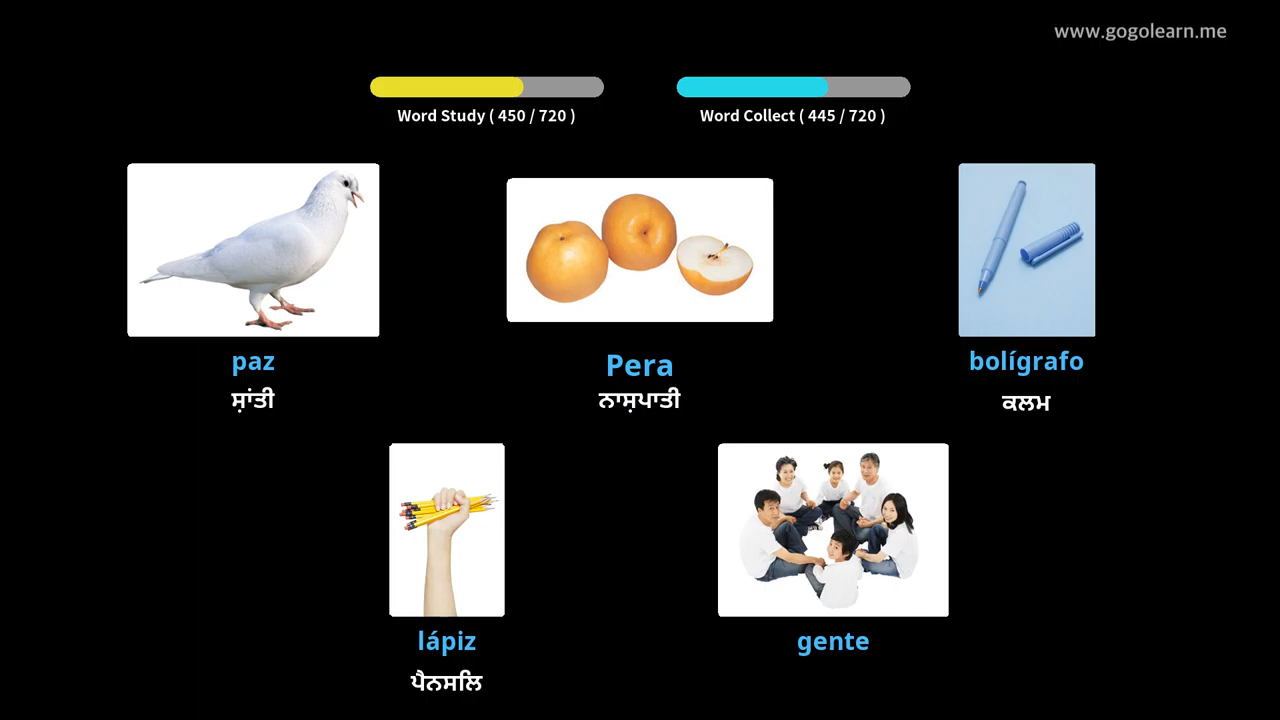 www.gogolearn.me
Word Study ( 450 / 720 )
Word Collect ( 445 / 720 )
paz
ਸ਼ਾਂਤੀ
Pera
ਨਾਸ਼ਪਾਤੀ
bolígrafo
ਕਲਮ
lápiz
ਪੈਨਸਲਿ
gente